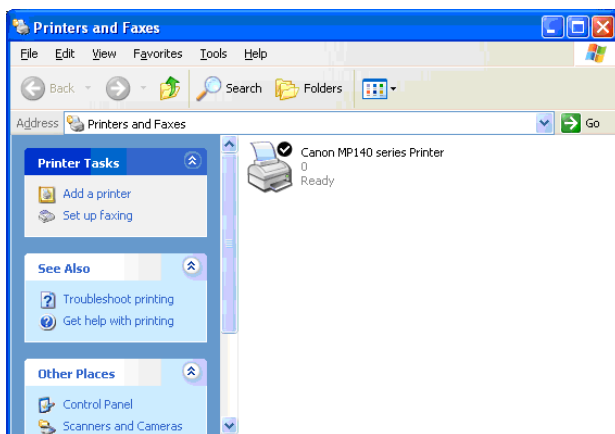 Printers and Faxes
File Edit View Favorites Tools Help
Back Search Folders
Address Printers and Faxes Go
Printer Tasks
Add a printer
Set up faxing
See Also
Troubleshoot printing
Get help with printing
Other Places
Control Panel
Scanners and Cameras
Canon MP140 series Printer
0
Ready